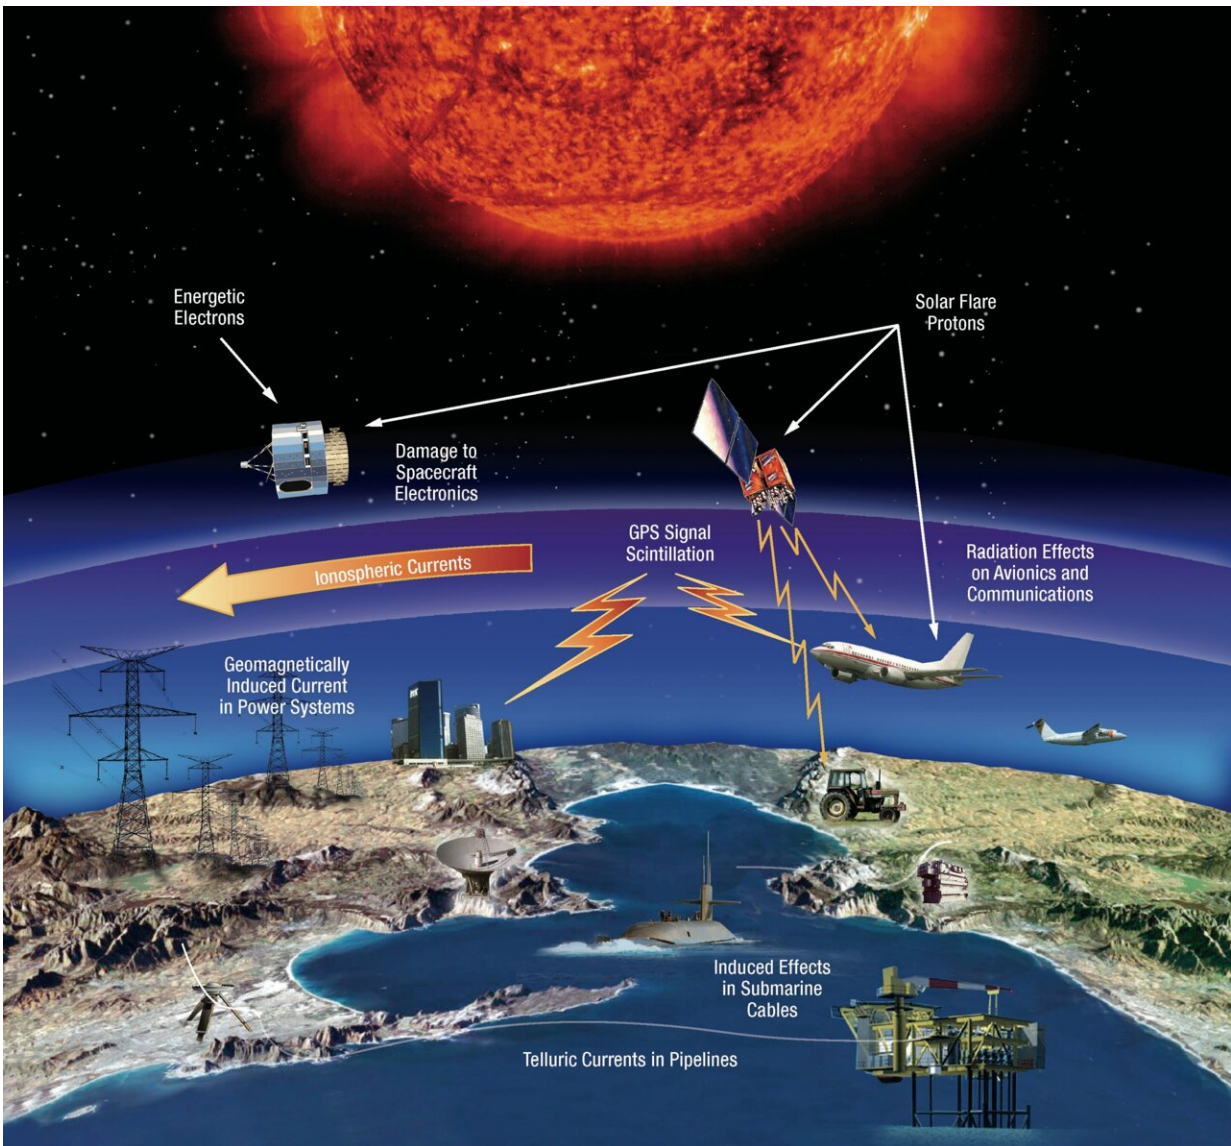 Energetic
Electrons
Solar Flare
Protons
Damage to
Spacecraft
Electronics
GPS Signal
Scintillation
Radiation Effects
on Avionics and
Communications
Ionospheric Currents
Geomagnetically
Induced Current
in Power Systems
Induced Effects
in Submarine
Cables
Telluric Currents in Pipelines